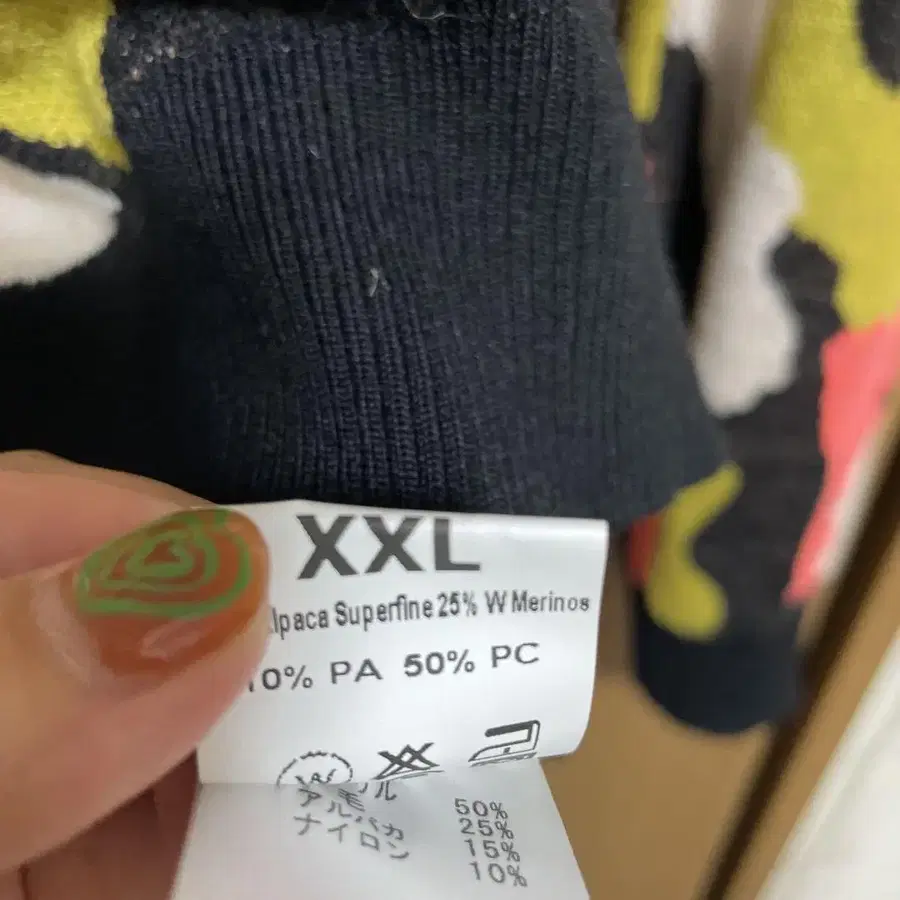 XXL
lpaca Superfine 25% W Merinos
10% PA 50% PC
ル 50%
毛 25%
アルパカ 15%
ナイロン 10%